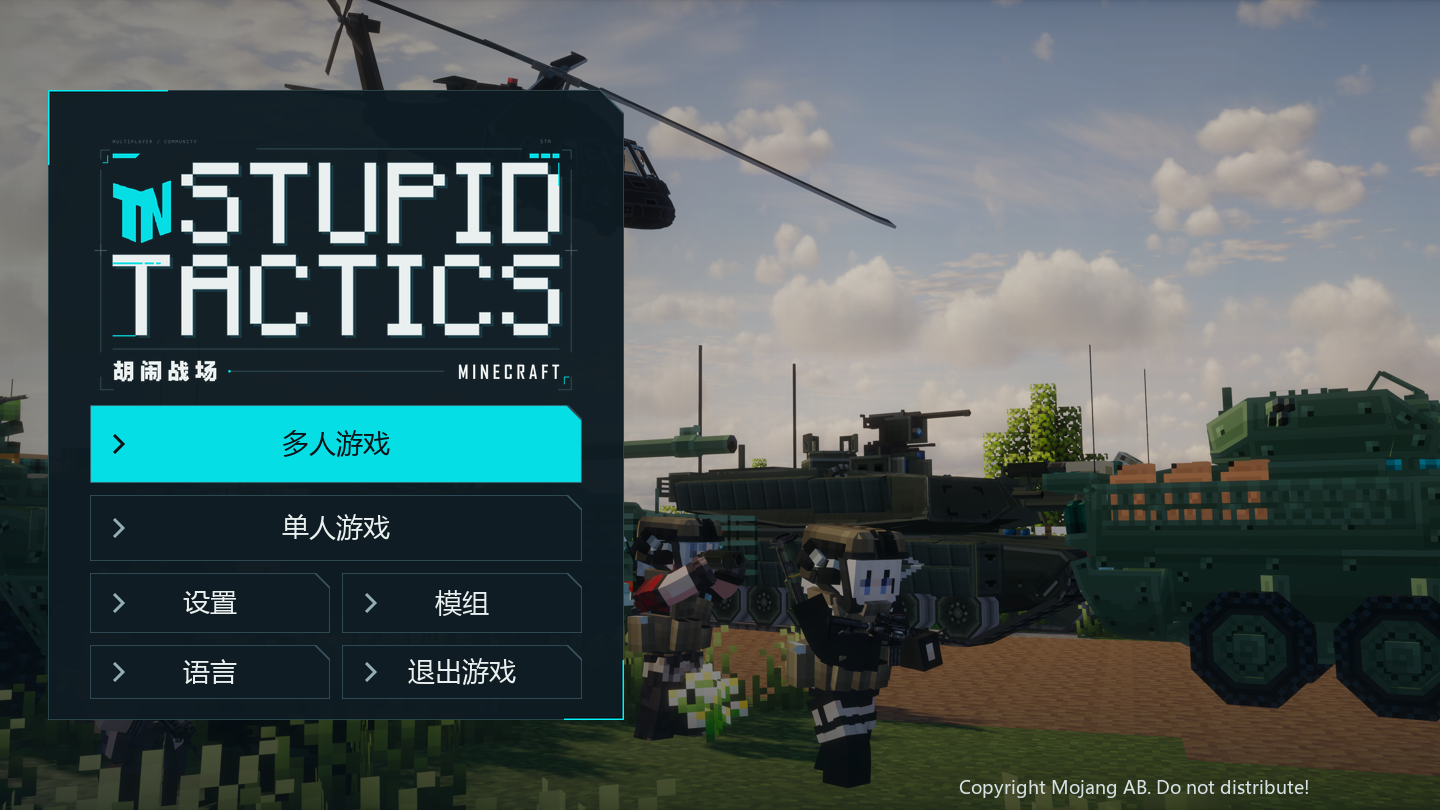 MULTIPLAYER / COMMUNITY
STUPID
TACTICS
胡闹战场
MINECRAFT
多人游戏
单人游戏
设置
模组
语言
退出游戏
Copyright Mojang AB. Do not distribute!